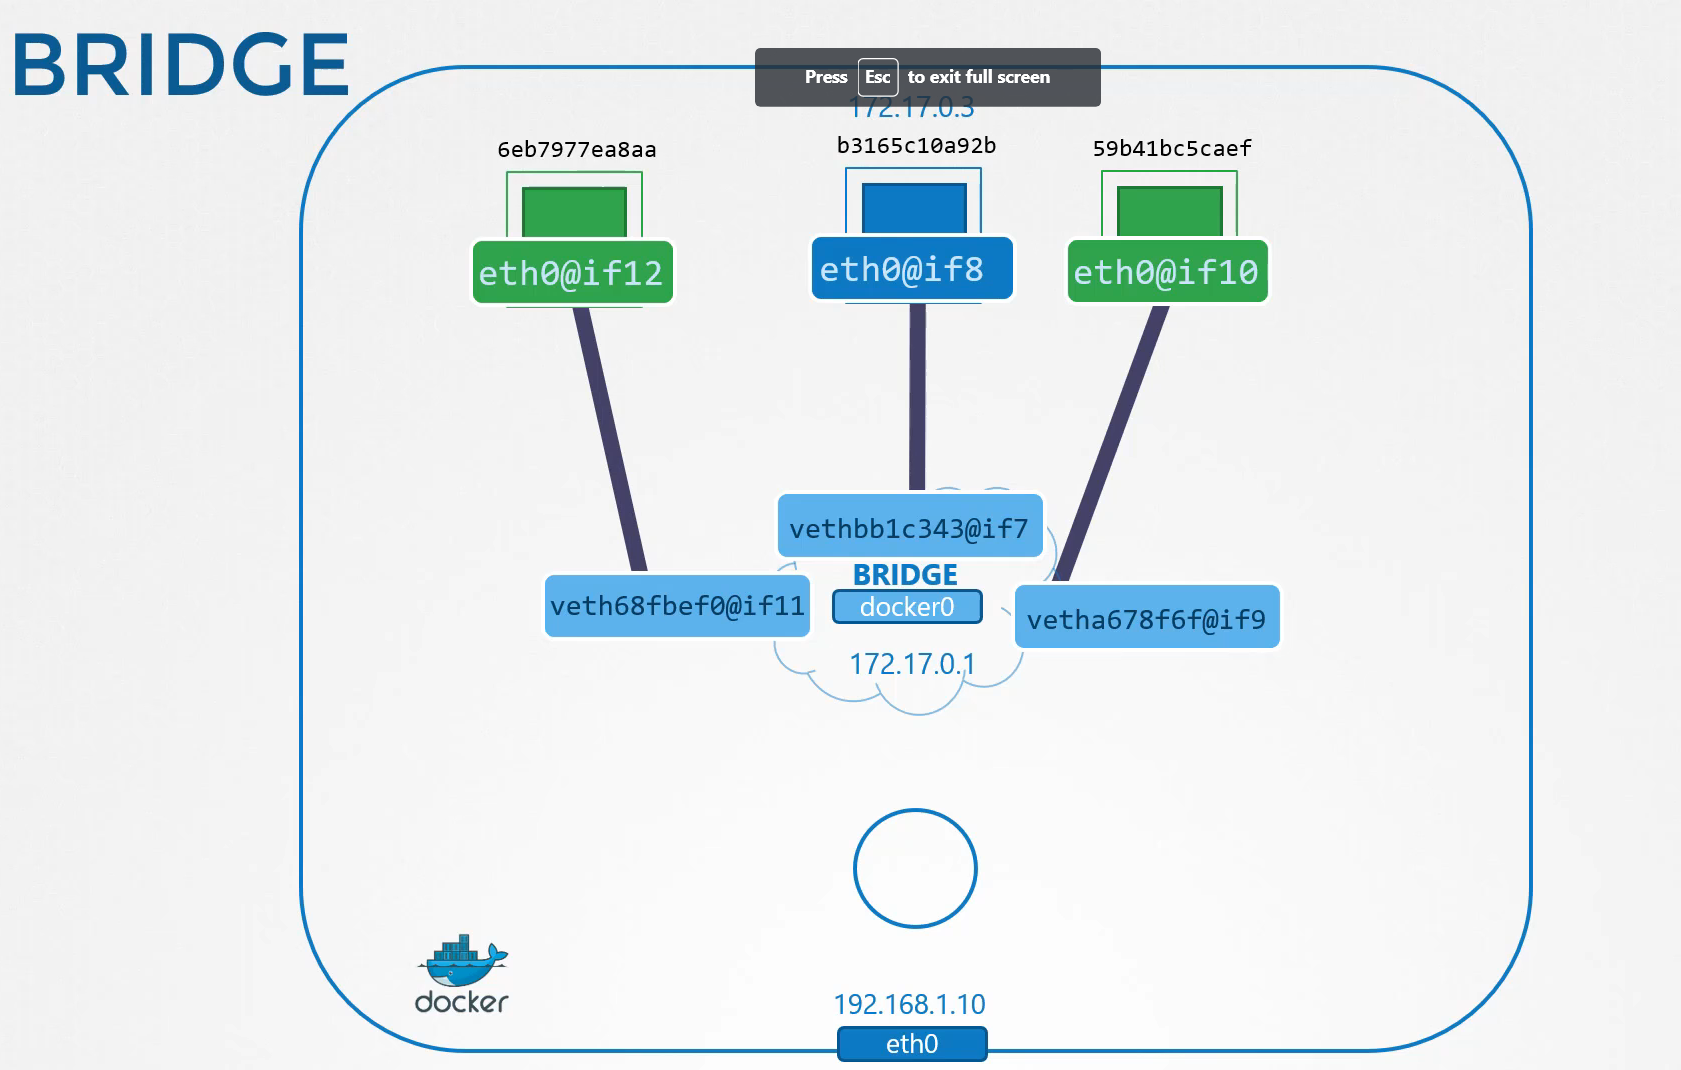 BRIDGE
Press Esc to exit full screen
172.17.0.3
6eb7977ea8aa
b3165c10a92b
59b41bc5caef
eth0@if12
eth0@if8
eth0@if10
vethbb1c343@if7
BRIDGE
veth68fbef0@if11
docker0
vetha678f6f@if9
172.17.0.1
docker
192.168.1.10
eth0